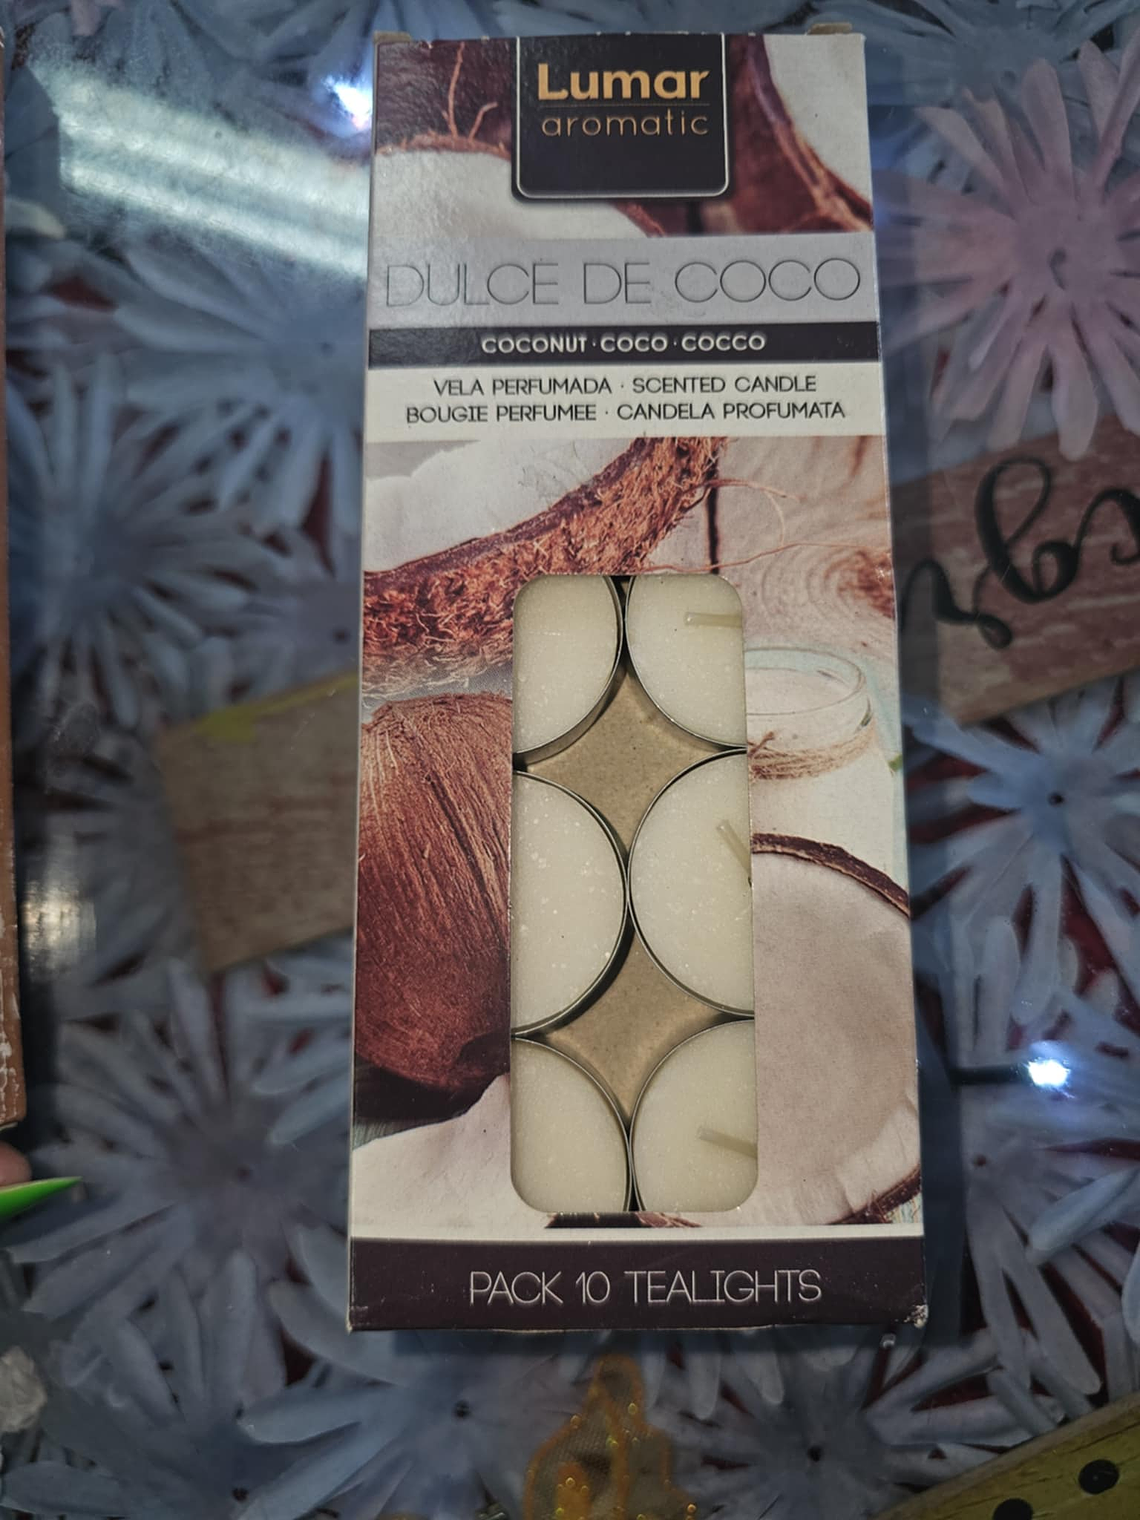 Lumar
aromatic
DULCE DE COCO
COCONUT · COCO · COCCO
VELA PERFUMADA · SCENTED CANDLE
BOUGIE PERFUMEE · CANDELA PROFUMATA
PACK 10 TEALIGHTS